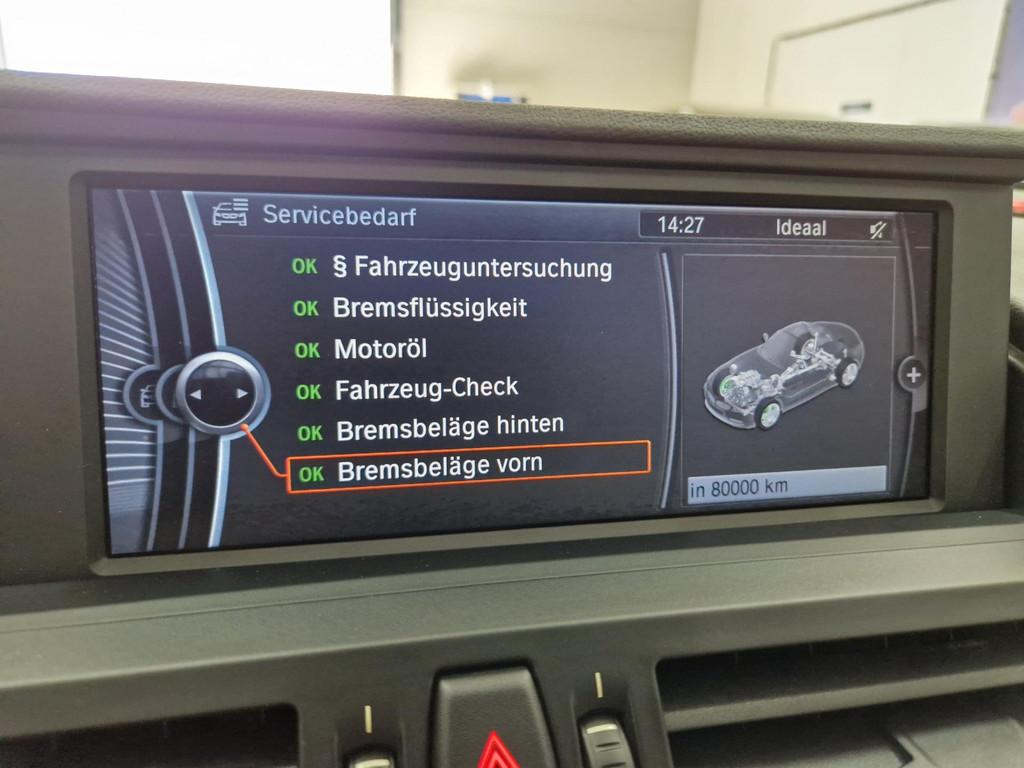 Servicebedarf
14:27 Ideaal
OK § Fahrzeuguntersuchung
OK Bremsflüssigkeit
OK Motoröl
OK Fahrzeug-Check
OK Bremsbeläge hinten
OK Bremsbeläge vorn
in 80000 km